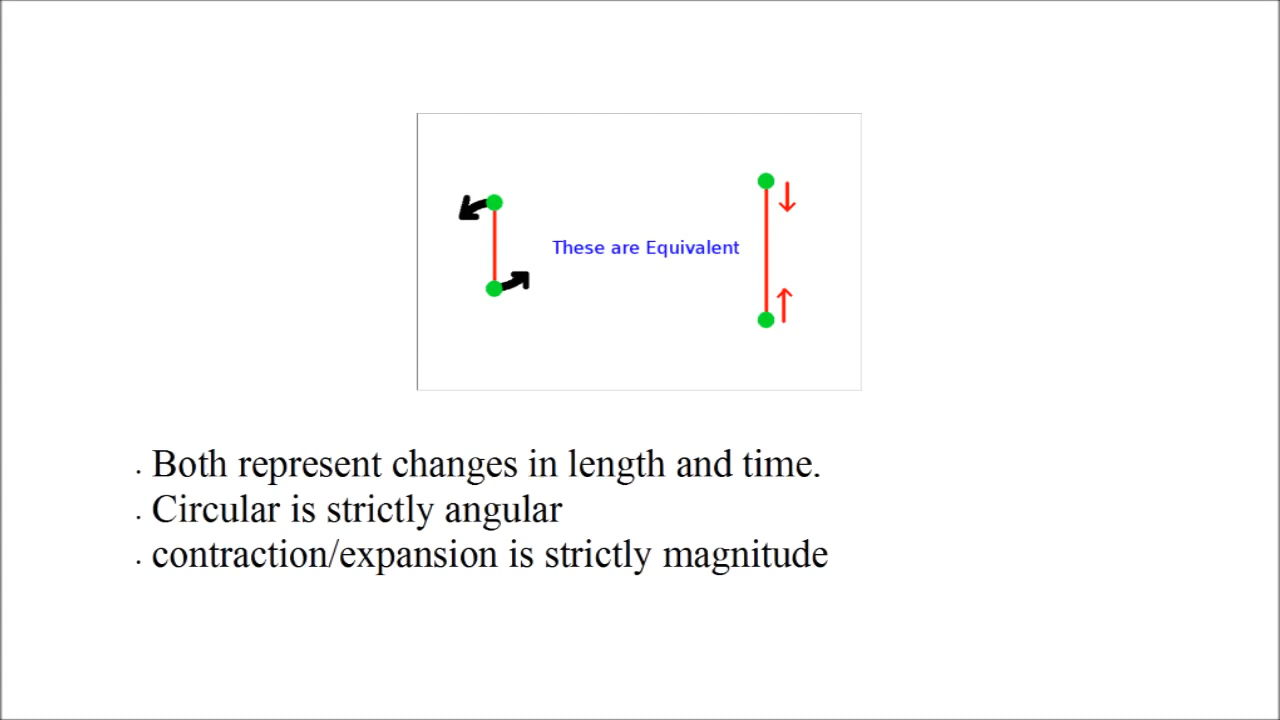 These are Equivalent
· Both represent changes in length and time.
· Circular is strictly angular
· contraction/expansion is strictly magnitude